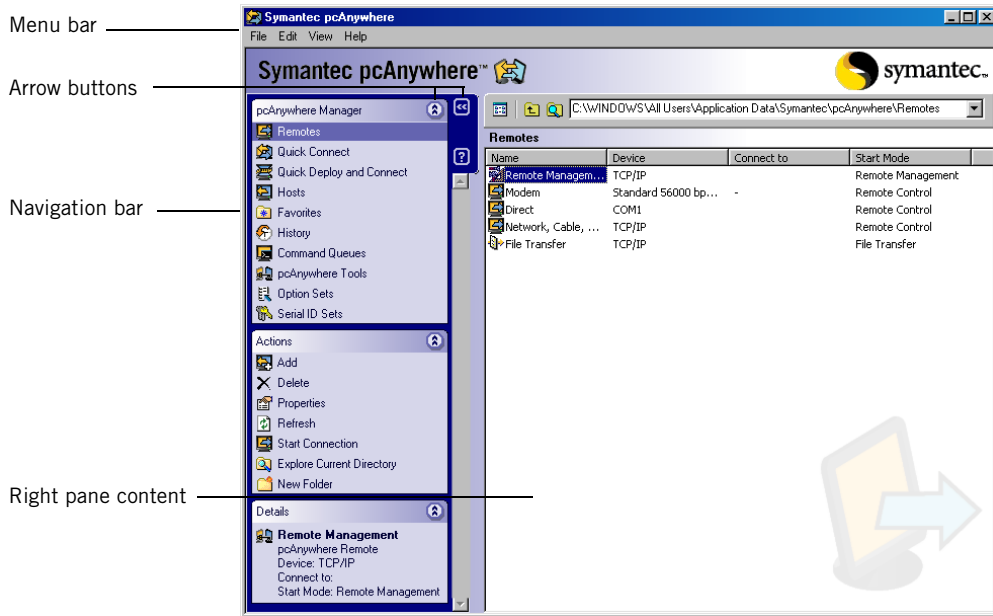 Menu bar
Arrow buttons
Navigation bar
Right pane content
Symantec pcAnywhere
File Edit View Help
Symantec pcAnywhere™
symantec™
pcAnywhere Manager
Remotes
Quick Connect
Quick Deploy and Connect
Hosts
Favorites
History
Command Queues
pcAnywhere Tools
Option Sets
Serial ID Sets
Actions
Add
Delete
Properties
Refresh
Start Connection
Explore Current Directory
New Folder
Details
Remote Management
pcAnywhere Remote
Device: TCP/IP
Connect to:
Start Mode: Remote Management
C:\WINDOWS\All Users\Application Data\Symantec\pcAnywhere\Remotes
Remotes
Name Device Connect to Start Mode
Remote Managem... TCP/IP Remote Management
Modem Standard 56000 bp... - Remote Control
Direct COM1 Remote Control
Network, Cable, ... TCP/IP Remote Control
File Transfer TCP/IP File Transfer